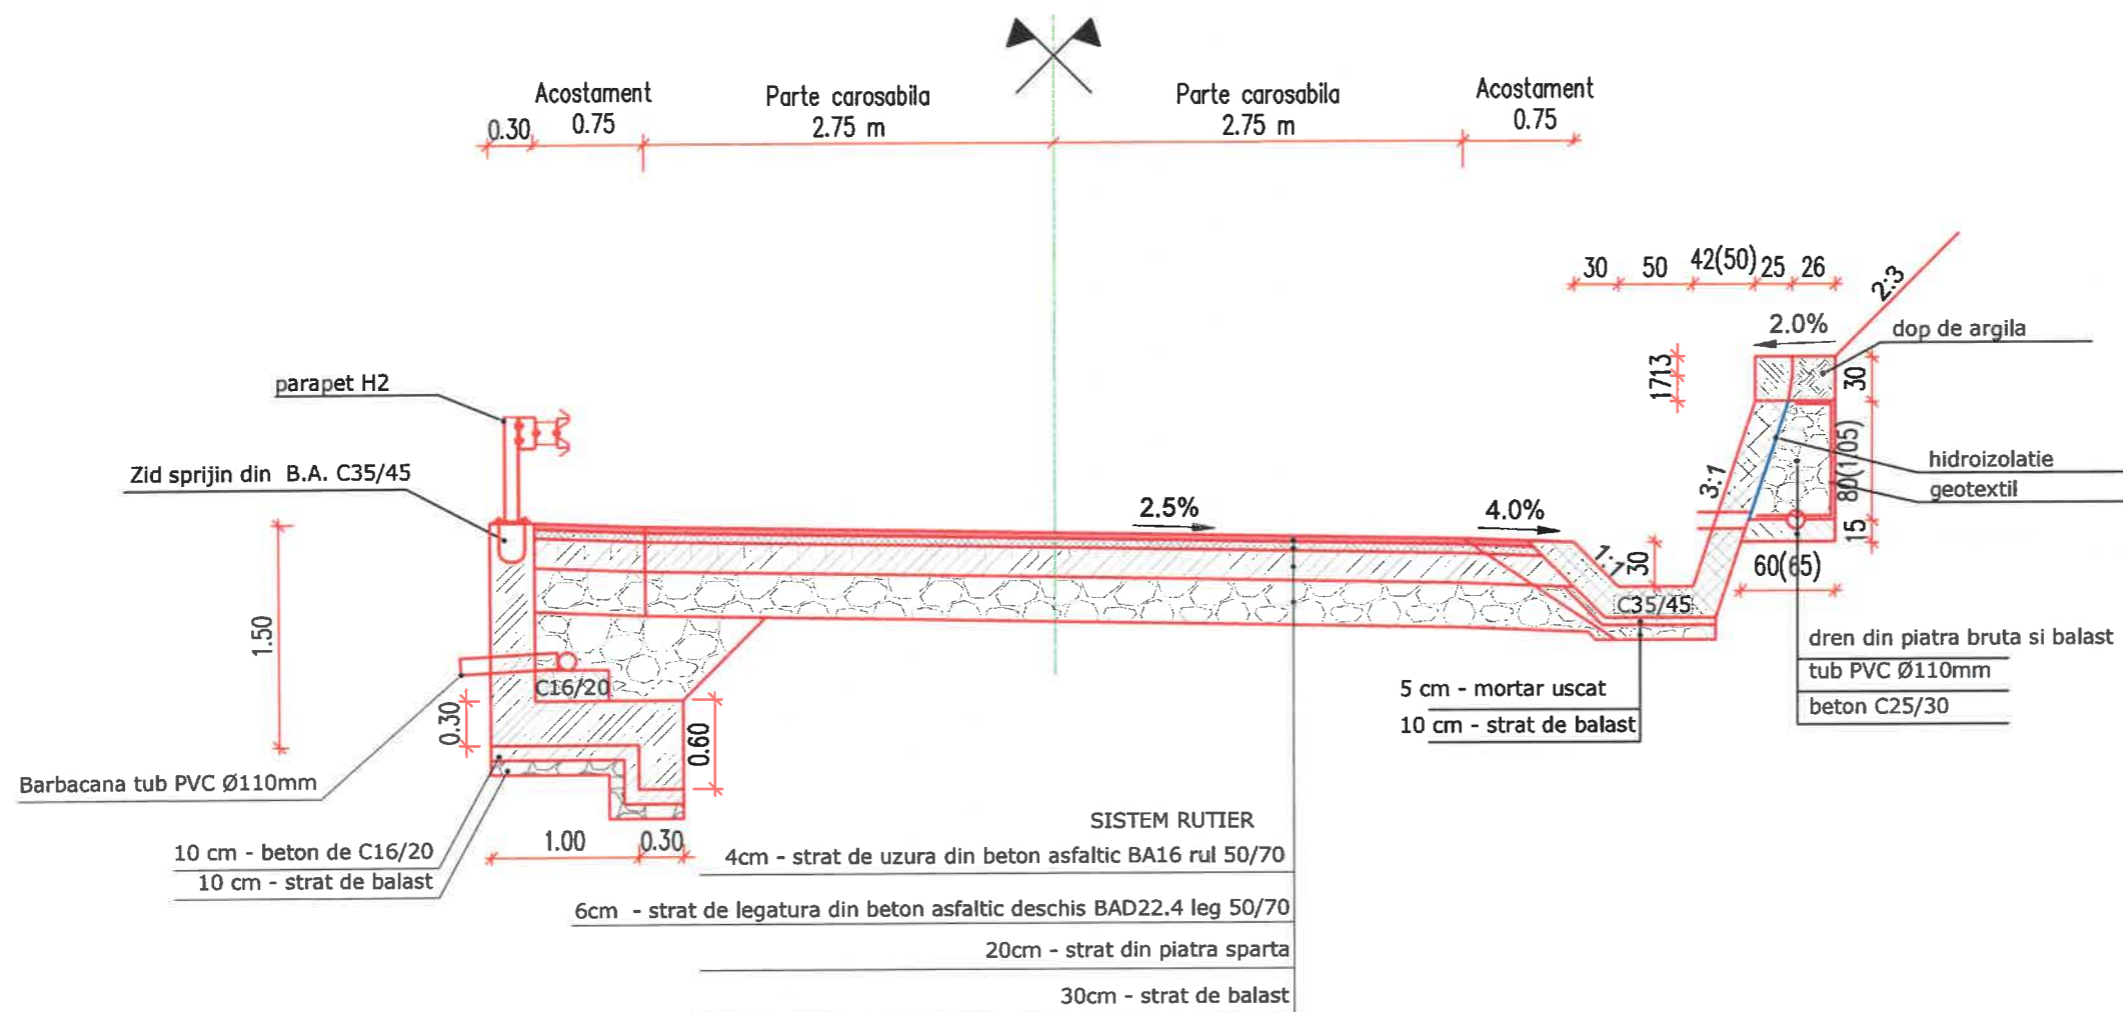 Acostament
Parte carosabila
Parte carosabila
Acostament
0.30
0.75
2.75 m
2.75 m
0.75
30
50
42(50)
25
26
2:3
2.0%
dop de argila
1713
30
parapet H2
Zid sprijin din B.A. C35/45
hidroizolatie
geotextil
80(1.05)
3:1
2.5%
4.0%
1:1
30
15
60(65)
C35/45
1.50
C16/20
0.30
0.60
dren din piatra bruta si balast
tub PVC Ø110mm
beton C25/30
5 cm - mortar uscat
10 cm - strat de balast
Barbacana tub PVC Ø110mm
1.00
0.30
10 cm - beton de C16/20
10 cm - strat de balast
SISTEM RUTIER
4cm - strat de uzura din beton asfaltic BA16 rul 50/70
6cm - strat de legatura din beton asfaltic deschis BAD22.4 leg 50/70
20cm - strat din piatra sparta
30cm - strat de balast